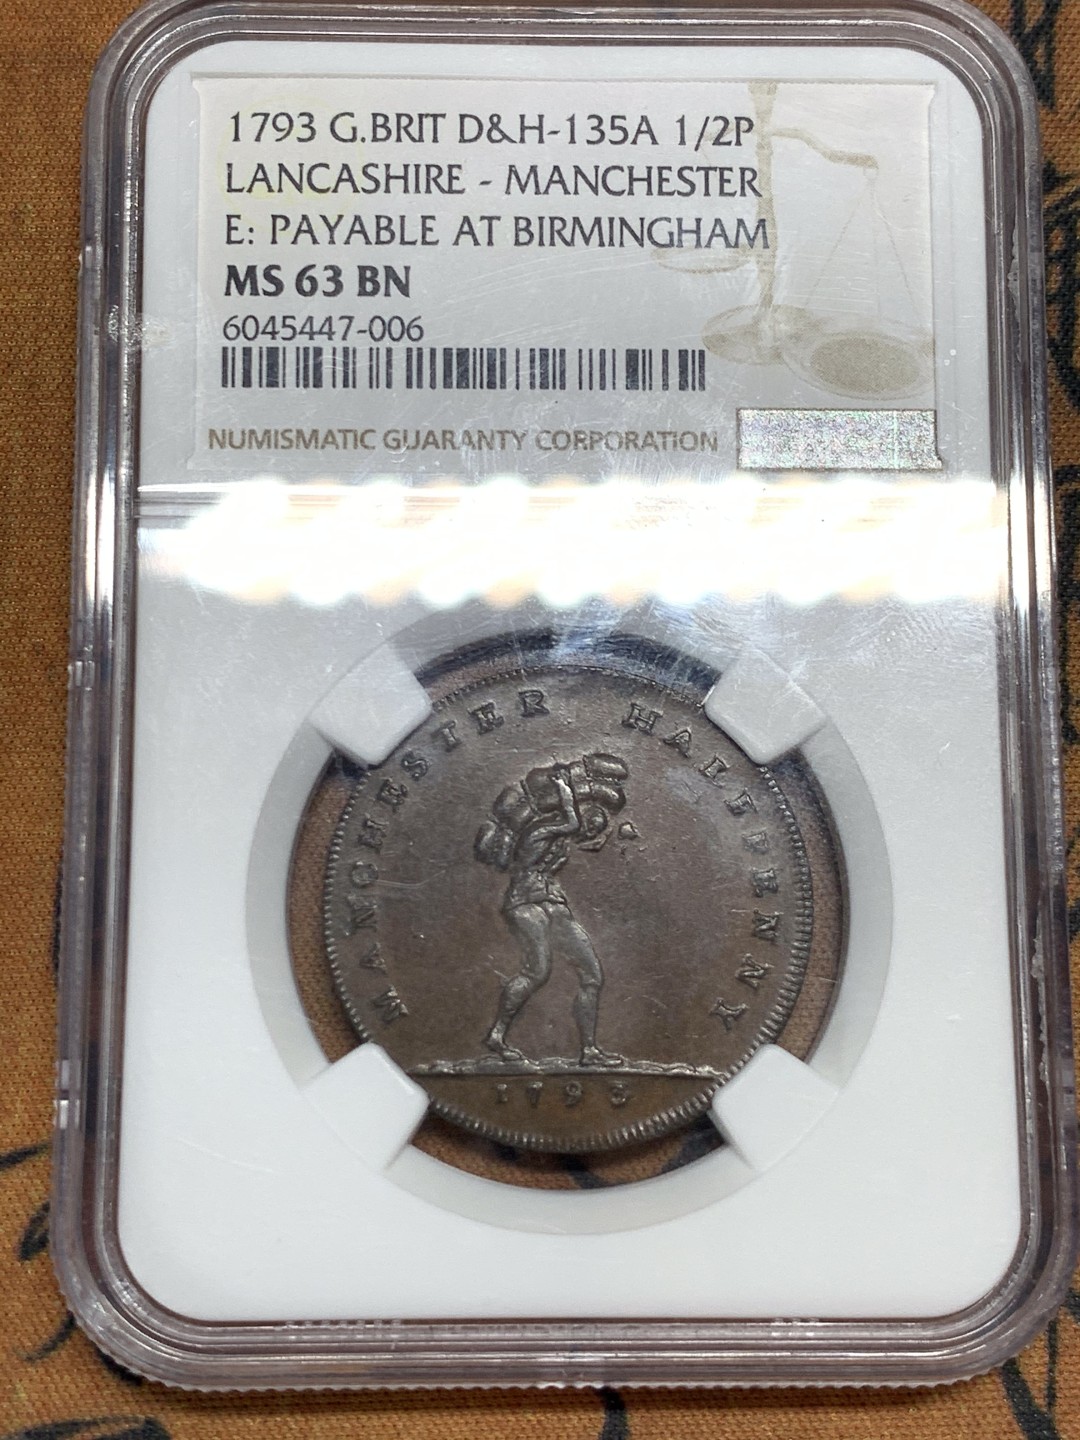 1793 G.BRIT D&H-135A 1/2P
LANCASHIRE - MANCHESTER
E: PAYABLE AT BIRMINGHAM
MS 63 BN
6045447-006
NUMISMATIC GUARANTY CORPORATION
MANCHESTER HALFPENNY
1793